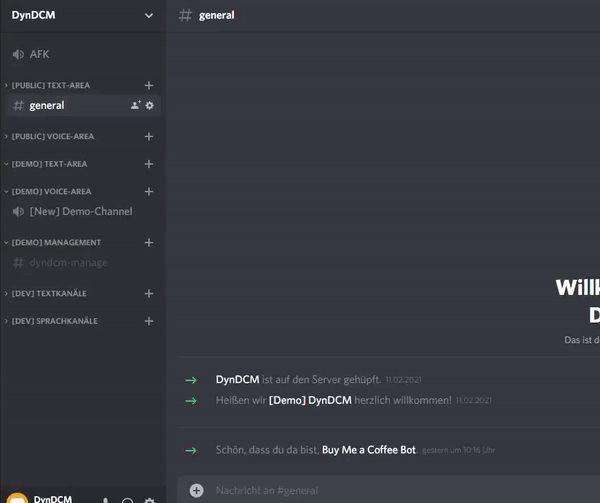 DynDCM
general
AFK
[PUBLIC] TEXT-AREA
general
[PUBLIC] VOICE-AREA
[DEMO] TEXT-AREA
[DEMO] VOICE-AREA
[New] Demo-Channel
[DEMO] MANAGEMENT
dyndcm-manage
[DEV] TEXTKANÄLE
[DEV] SPRACHKANÄLE
Will
D
Das ist d
DynDCM ist auf den Server gehüpft. 11.02.2021
Heißen wir [Demo] DynDCM herzlich willkommen! 11.02.2021
Schön, dass du da bist, Buy Me a Coffee Bot. gestern um 10:16 Uhr
Nachricht an #general
DynDCM